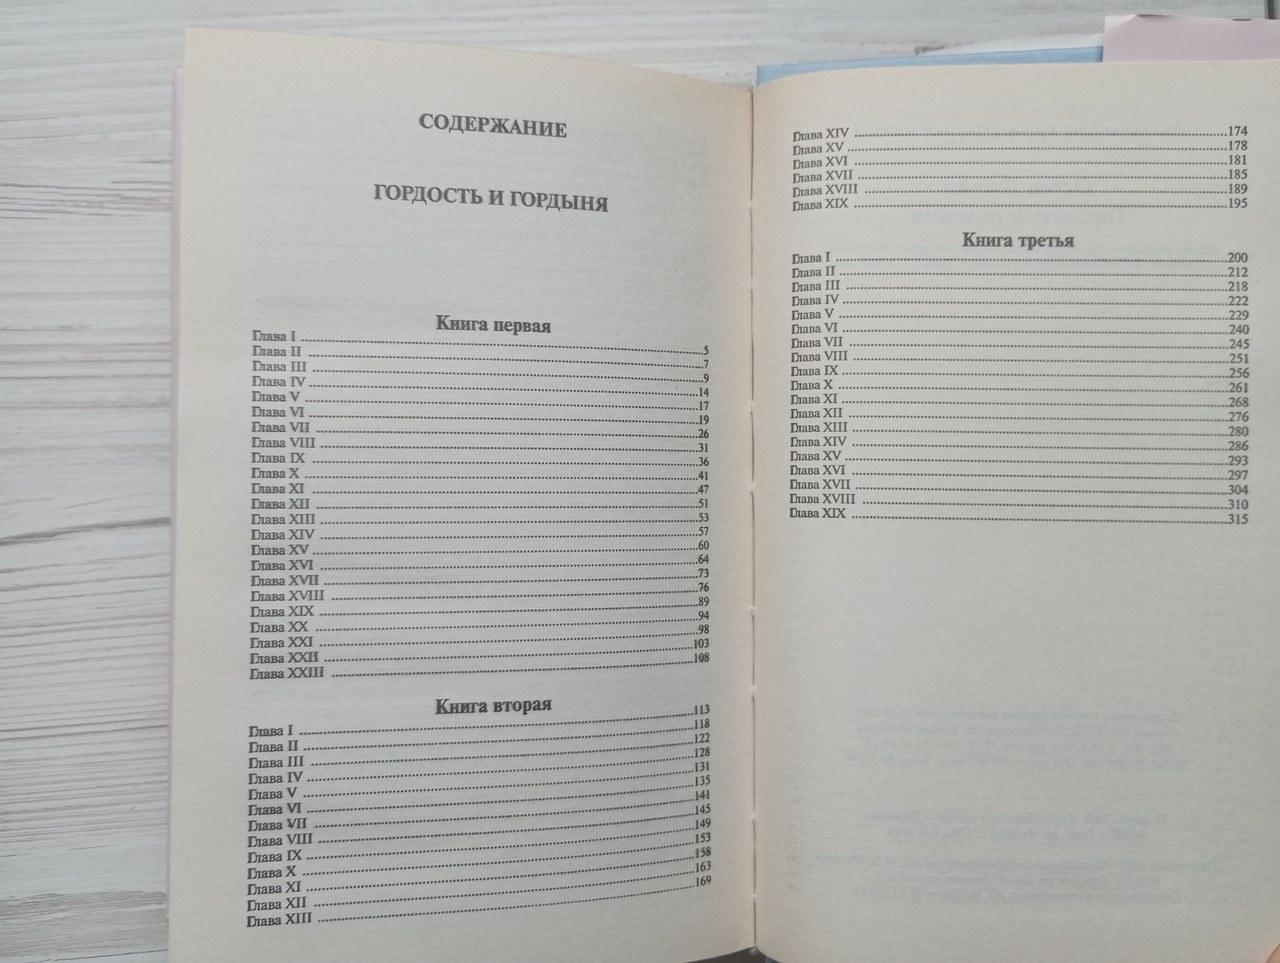 СОДЕРЖАНИЕ
ГОРДОСТЬ И ГОРДЫНЯ
Книга первая
Глава I ........ 5
Глава II ........ 7
Глава III ........ 9
Глава IV ........ 14
Глава V ........ 17
Глава VI ........ 19
Глава VII ........ 26
Глава VIII ........ 31
Глава IX ........ 36
Глава X ........ 41
Глава XI ........ 47
Глава XII ........ 51
Глава XIII ........ 53
Глава XIV ........ 57
Глава XV ........ 60
Глава XVI ........ 64
Глава XVII ........ 73
Глава XVIII ........ 76
Глава XIX ........ 89
Глава XX ........ 94
Глава XXI ........ 98
Глава XXII ........ 103
Глава XXIII ........ 108
Книга вторая
Глава I ........ 113
Глава II ........ 118
Глава III ........ 122
Глава IV ........ 128
Глава V ........ 131
Глава VI ........ 135
Глава VII ........ 141
Глава VIII ........ 145
Глава IX ........ 149
Глава X ........ 153
Глава XI ........ 158
Глава XII ........ 163
Глава XIII ........ 169
Глава XIV ........ 174
Глава XV ........ 178
Глава XVI ........ 181
Глава XVII ........ 185
Глава XVIII ........ 189
Глава XIX ........ 195
Книга третья
Глава I ........ 200
Глава II ........ 212
Глава III ........ 218
Глава IV ........ 222
Глава V ........ 229
Глава VI ........ 240
Глава VII ........ 245
Глава VIII ........ 251
Глава IX ........ 256
Глава X ........ 261
Глава XI ........ 268
Глава XII ........ 276
Глава XIII ........ 280
Глава XIV ........ 286
Глава XV ........ 293
Глава XVI ........ 297
Глава XVII ........ 304
Глава XVIII ........ 310
Глава XIX ........ 315